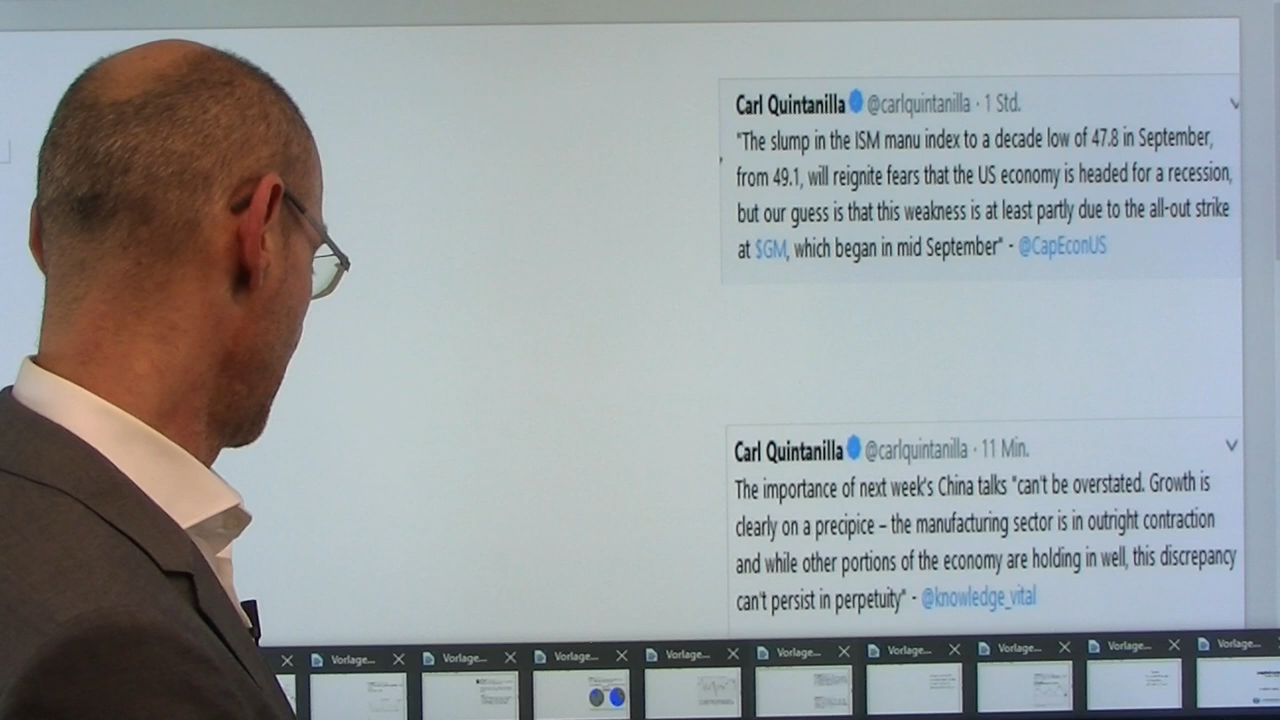 Carl Quintanilla @carlquintanilla · 1 Std.
"The slump in the ISM manu index to a decade low of 47.8 in September,
from 49.1, will reignite fears that the US economy is headed for a recession,
but our guess is that this weakness is at least partly due to the all-out strike
at $GM, which began in mid September" - @CapEconUS
Carl Quintanilla @carlquintanilla · 11 Min.
The importance of next week's China talks "can't be overstated. Growth is
clearly on a precipice – the manufacturing sector is in outright contraction
and while other portions of the economy are holding in well, this discrepancy
can't persist in perpetuity" - @knowledge_vital
Vorlage... Vorlage... Vorlage... Vorlage... Vorlage... Vorlage... Vorlage... Vorlage... Vorlage...